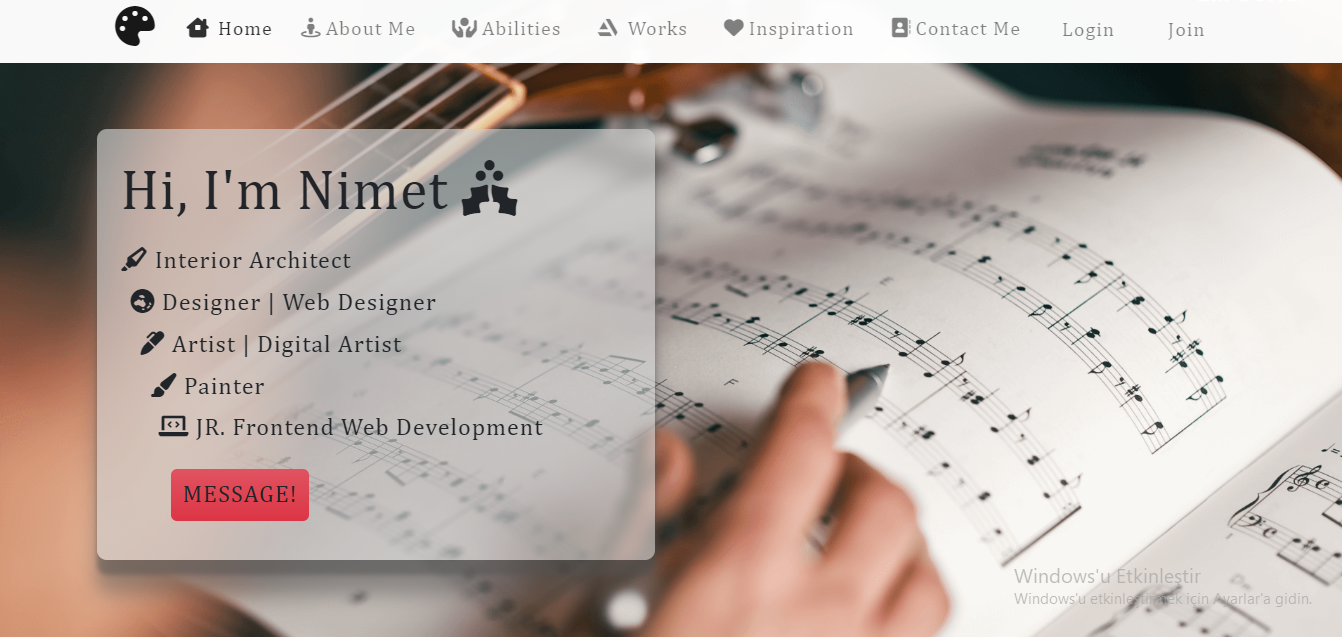 Home About Me Abilities Works Inspiration Contact Me Login Join
Hi, I'm Nimet
Interior Architect
Designer | Web Designer
Artist | Digital Artist
Painter
JR. Frontend Web Development
MESSAGE!
Windows'u Etkinleştir
Windows'u etkinleştirmek için Ayarlar'a gidin.